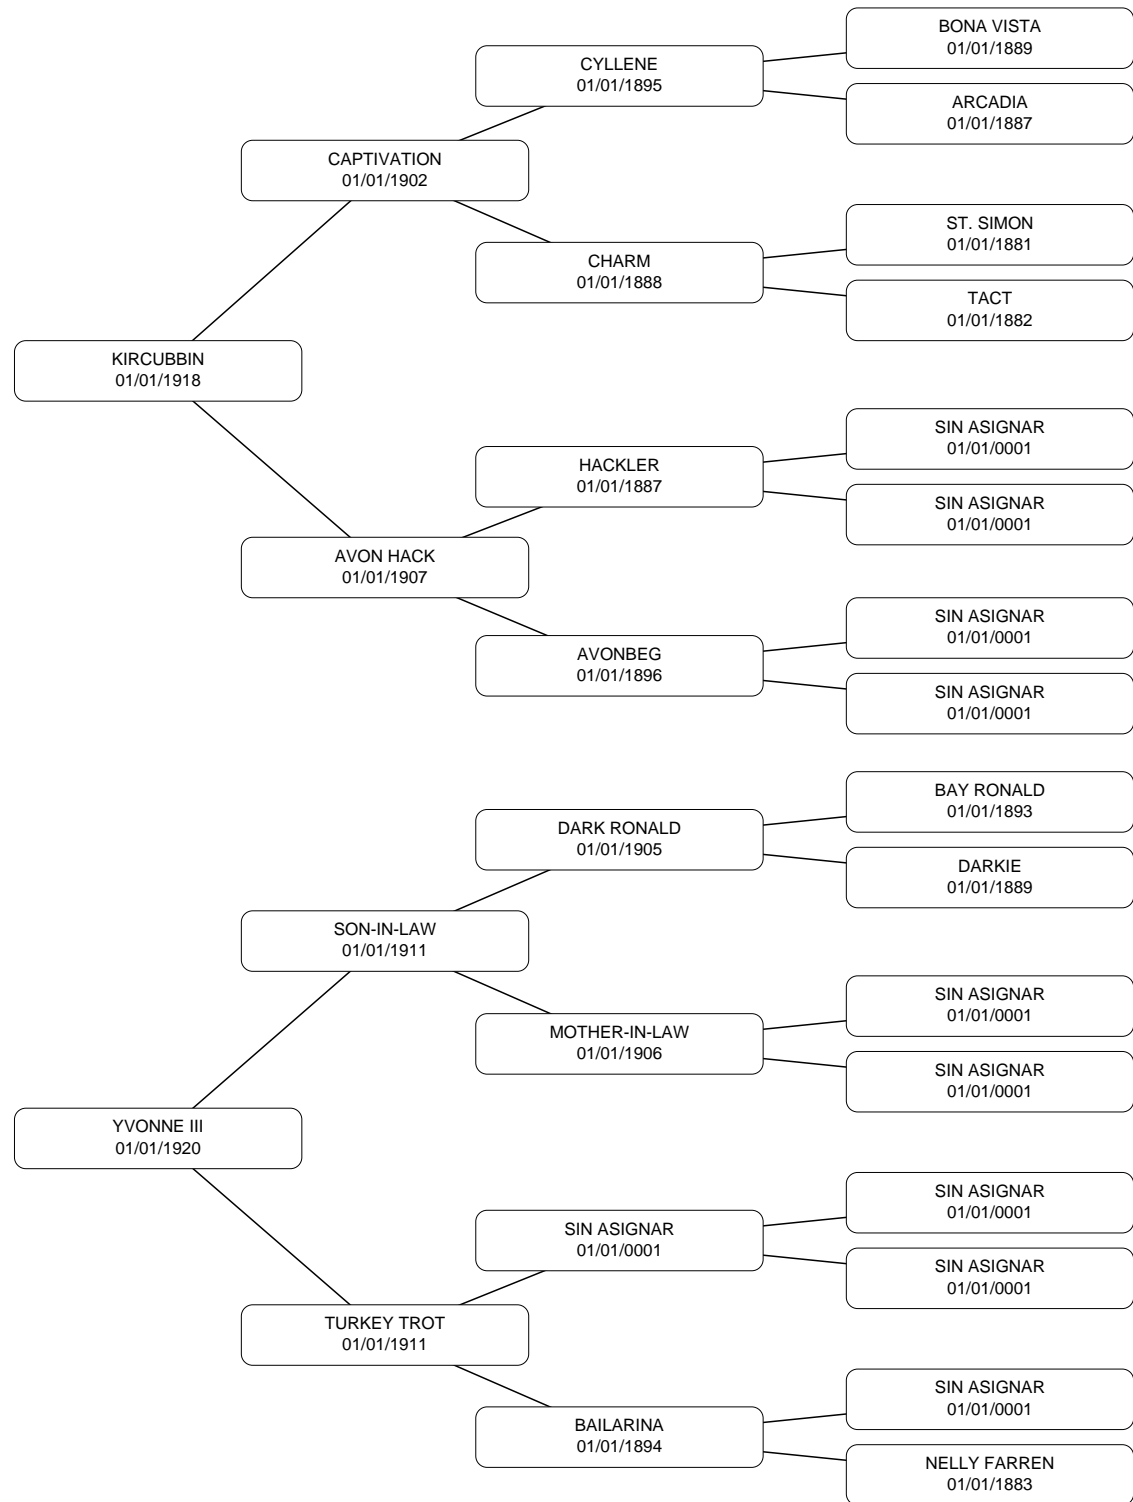 BONA VISTA
01/01/1889
CYLLENE
01/01/1895
ARCADIA
01/01/1887
CAPTIVATION
01/01/1902
ST. SIMON
01/01/1881
CHARM
01/01/1888
TACT
01/01/1882
KIRCUBBIN
01/01/1918
SIN ASIGNAR
01/01/0001
HACKLER
01/01/1887
SIN ASIGNAR
01/01/0001
AVON HACK
01/01/1907
SIN ASIGNAR
01/01/0001
AVONBEG
01/01/1896
SIN ASIGNAR
01/01/0001
BAY RONALD
01/01/1893
DARK RONALD
01/01/1905
DARKIE
01/01/1889
SON-IN-LAW
01/01/1911
SIN ASIGNAR
01/01/0001
MOTHER-IN-LAW
01/01/1906
SIN ASIGNAR
01/01/0001
YVONNE III
01/01/1920
SIN ASIGNAR
01/01/0001
SIN ASIGNAR
01/01/0001
SIN ASIGNAR
01/01/0001
TURKEY TROT
01/01/1911
SIN ASIGNAR
01/01/0001
BAILARINA
01/01/1894
NELLY FARREN
01/01/1883